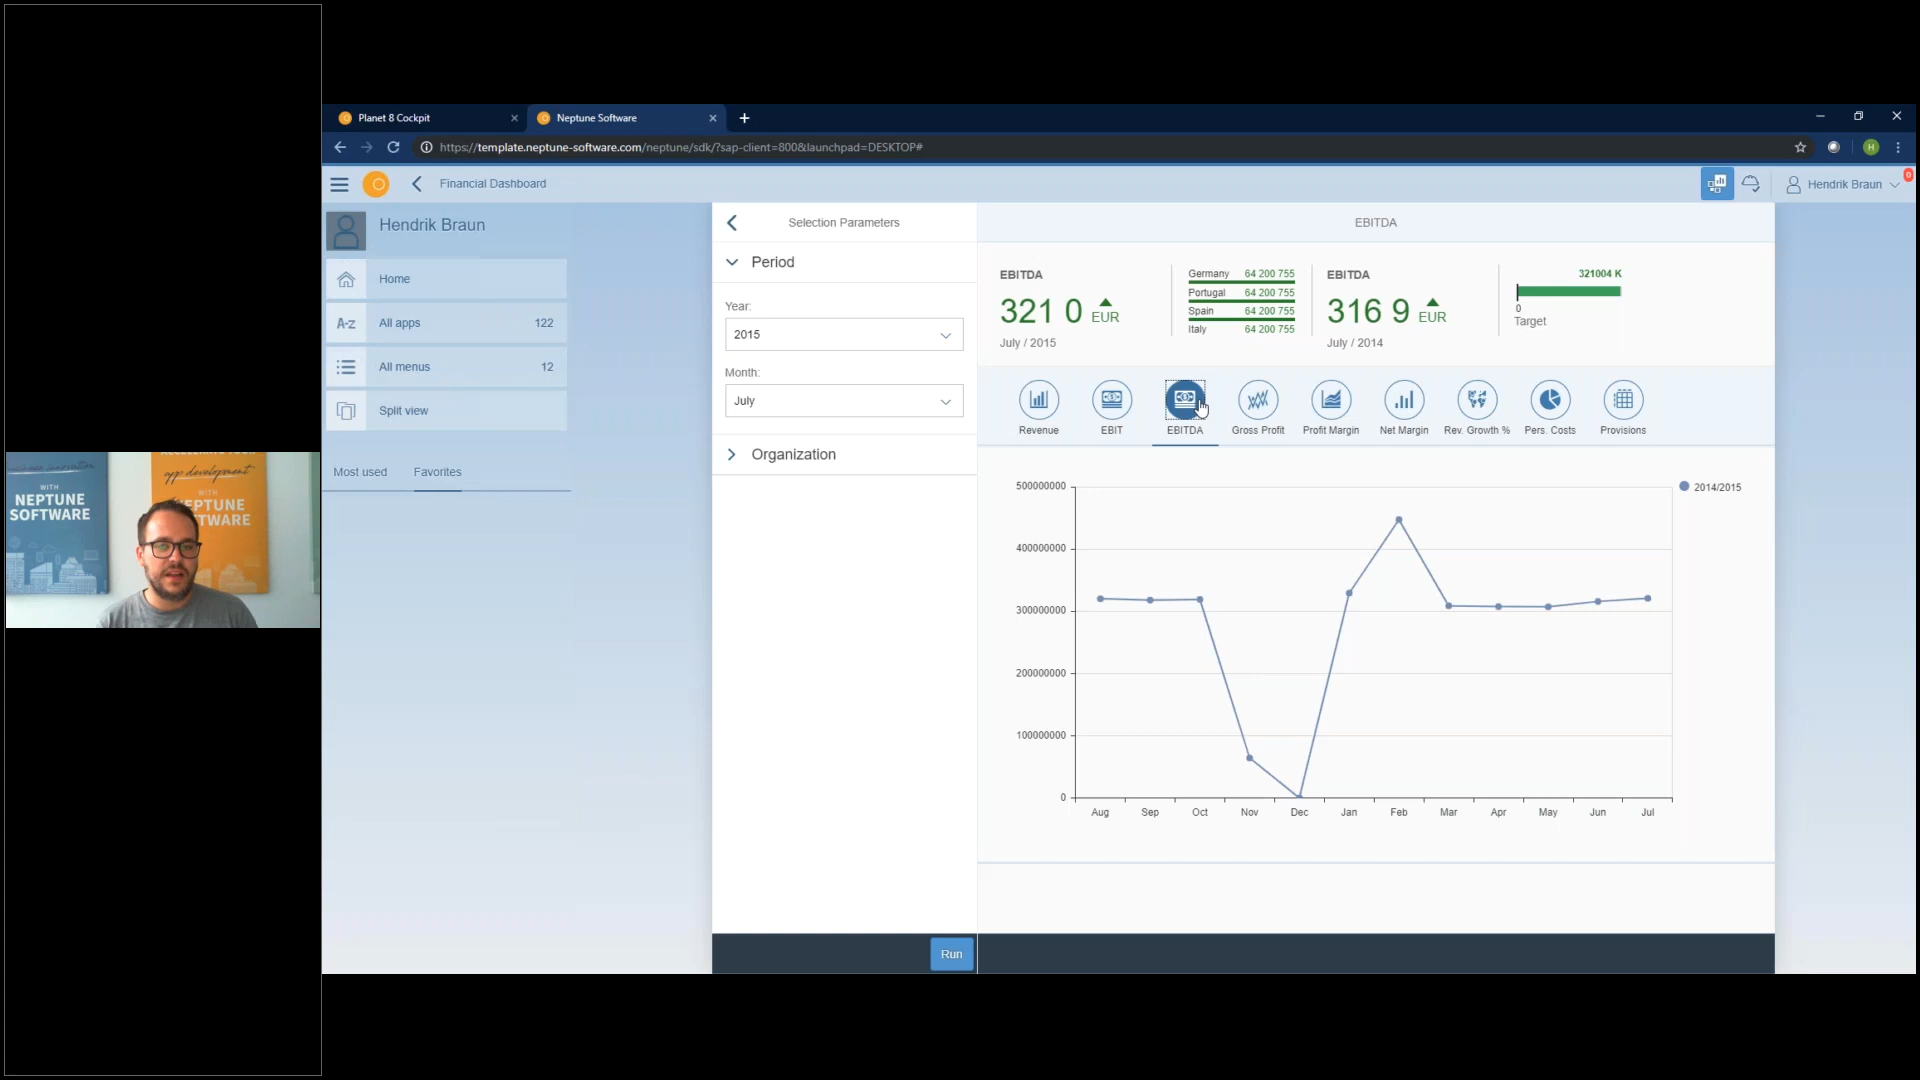 Planet 8 Cockpit
Neptune Software
https://template.neptune-software.com/neptune/sdk/?sap-client=800&launchpad=DESKTOP#
H
Financial Dashboard
Hendrik Braun
0
Hendrik Braun
Home
A-z All apps 122
All menus 12
Split view
Most used Favorites
WITH
NEPTUNE
SOFTWARE
app development
WITH
Selection Parameters
Period
Year:
2015
Month:
July
Organization
Run
EBITDA
EBITDA
321 0 EUR
July / 2015
Germany 64 200 755
Portugal 64 200 755
Spain 64 200 755
Italy 64 200 755
EBITDA
316 9 EUR
July / 2014
321004 K
0
Target
Revenue EBIT EBITDA Gross Profit Profit Margin Net Margin Rev. Growth % Pers. Costs Provisions
2014/2015
500000000
400000000
300000000
200000000
100000000
0
Aug Sep Oct Nov Dec Jan Feb Mar Apr May Jun Jul